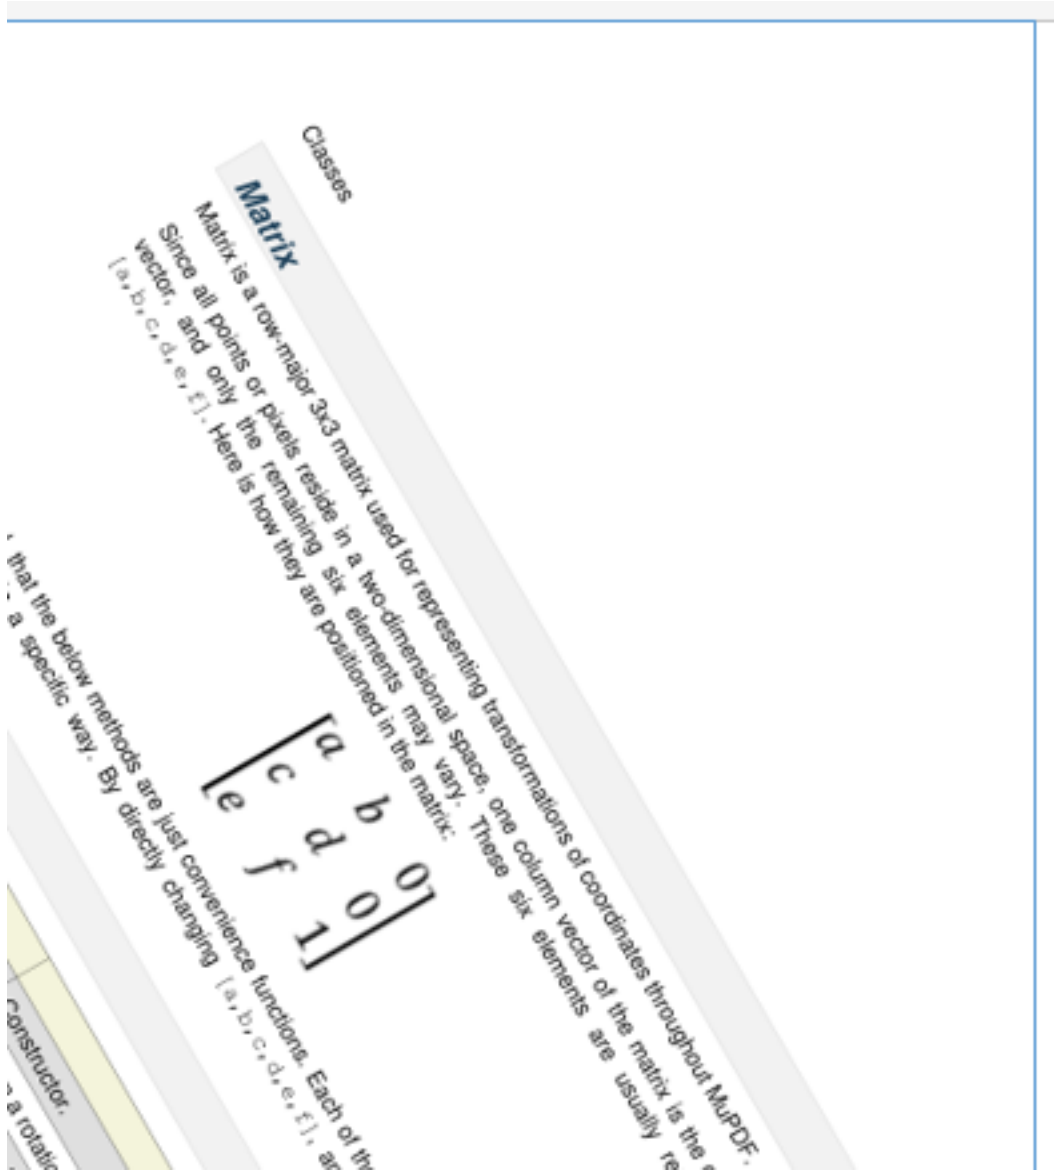 Classes
Matrix
Matrix is a row-major 3x3 matrix used for representing transformations of coordinates throughout MuPDF.
Since all points or pixels reside in a two-dimensional space, one column vector of the matrix is the
vector, and only the remaining six elements may vary. These six elements are usually
[a,b,c,d,e,f]. Here is how they are positioned in the matrix:
a b 0
c d 0
e f 1
that the below methods are just convenience functions. Each of
a specific way. By directly changing [a,b,c,d,e,f],
Constructor.
a